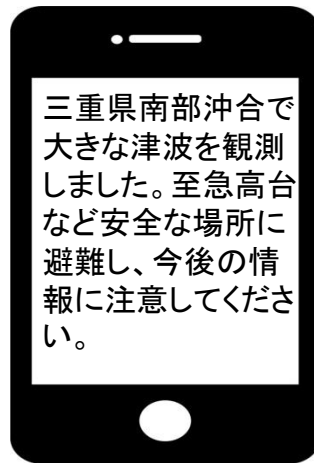 三重県南部沖合で
大きな津波を観測
しました。至急高台
など安全な場所に
避難し、今後の情
報に注意してくださ
い。